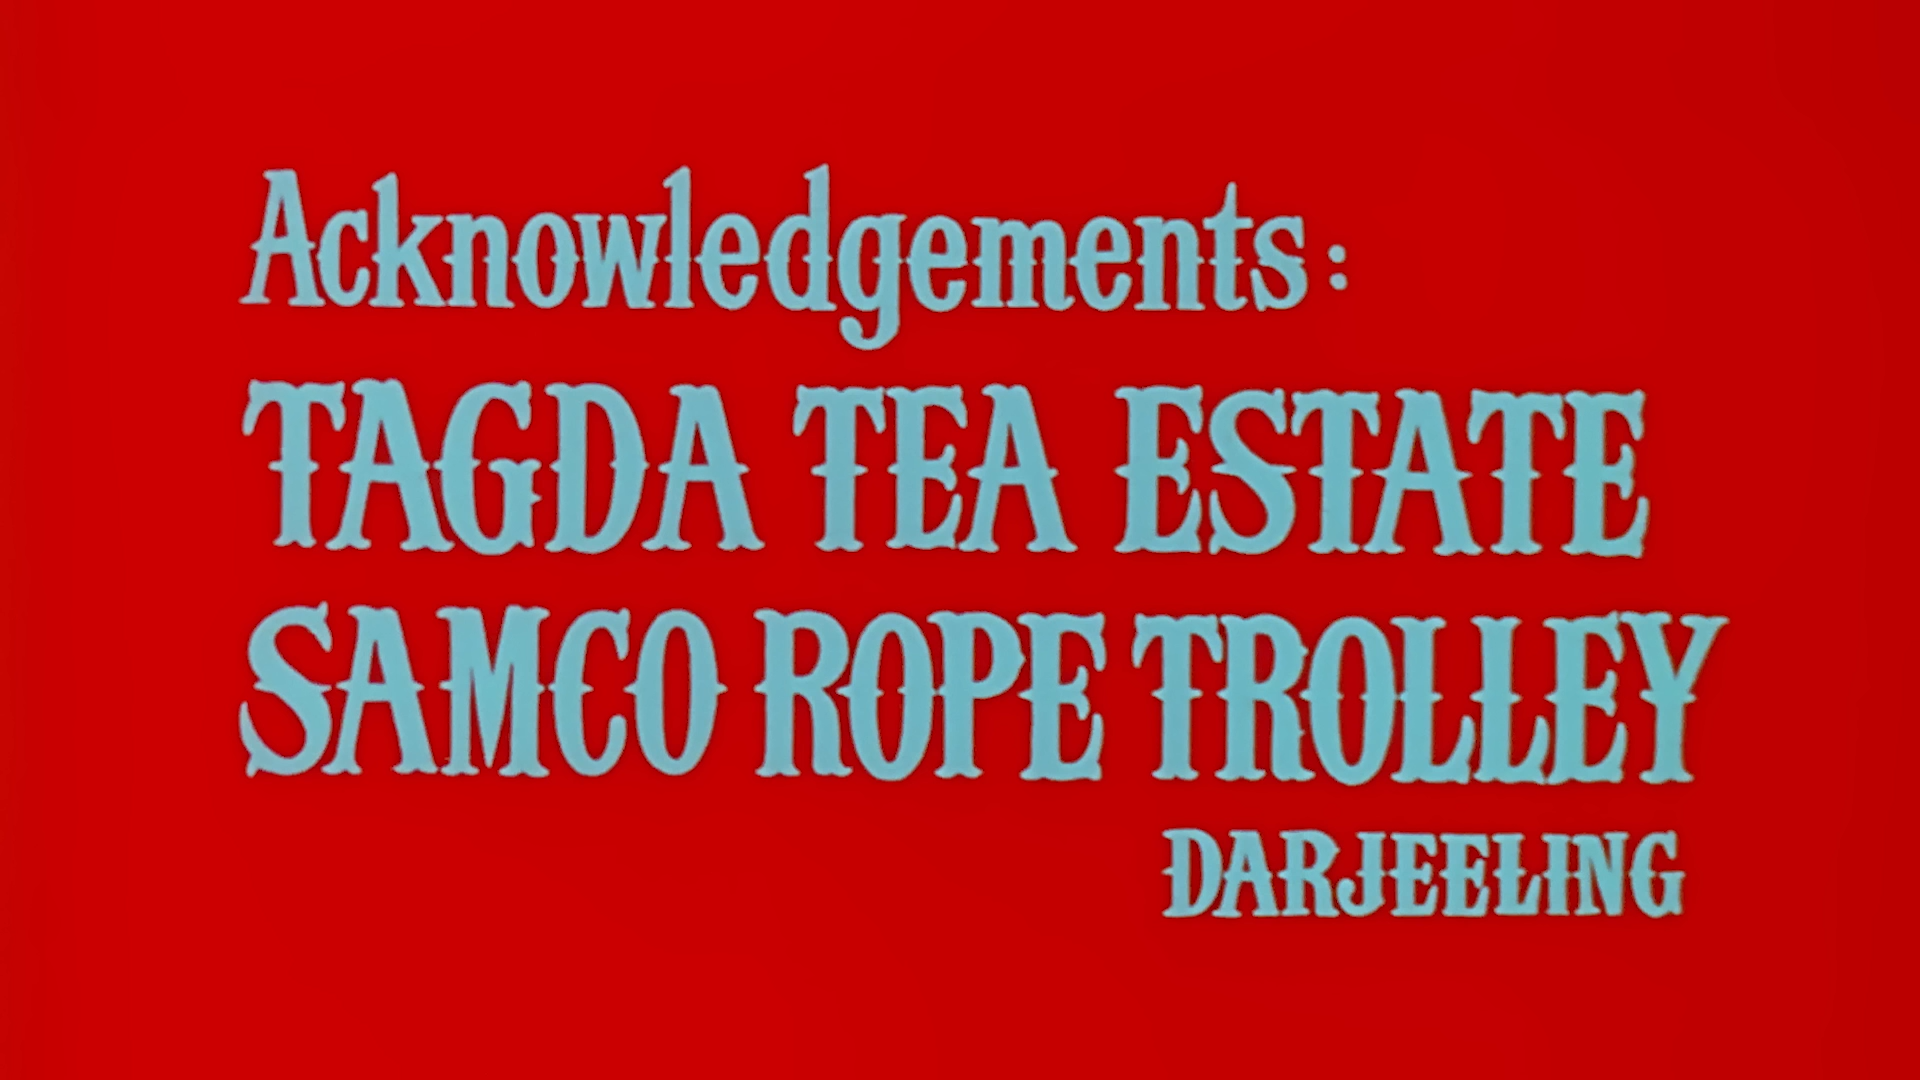 Acknowledgements:
TAGDA TEA ESTATE
SAMCO ROPE TROLLEY
DARJEELING